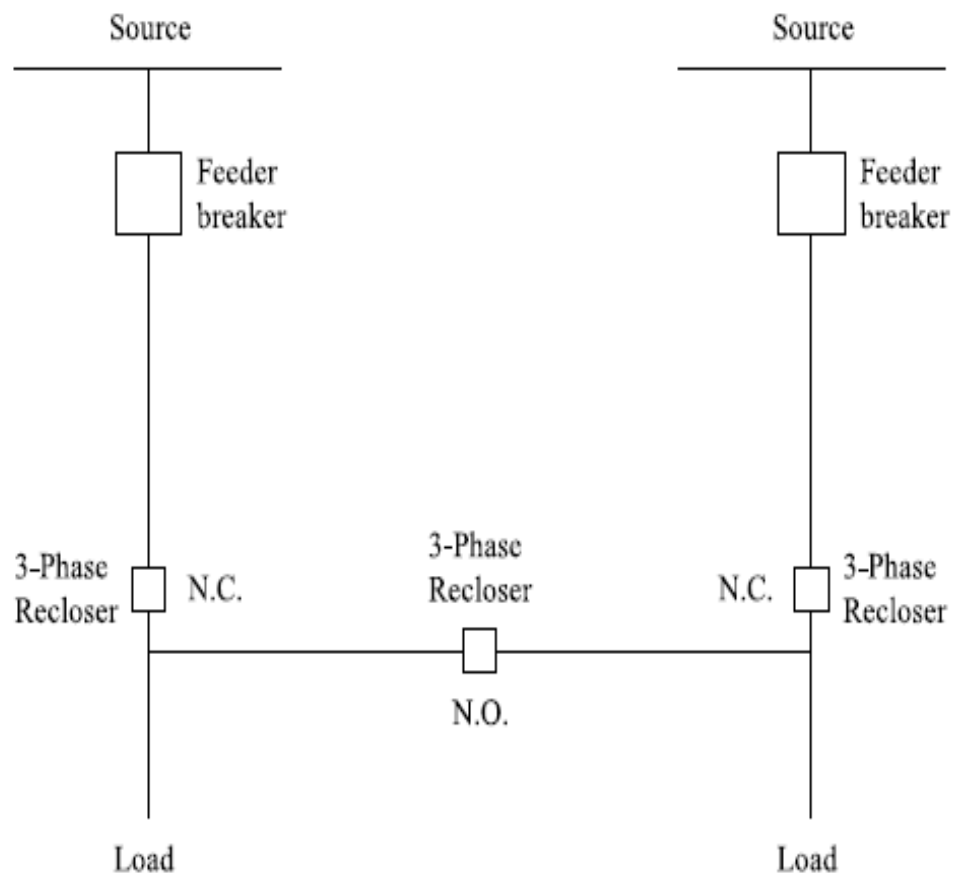 Source
Source
Feeder
breaker
Feeder
breaker
3-Phase
Recloser
N.C.
3-Phase
Recloser
N.O.
N.C.
3-Phase
Recloser
Load
Load